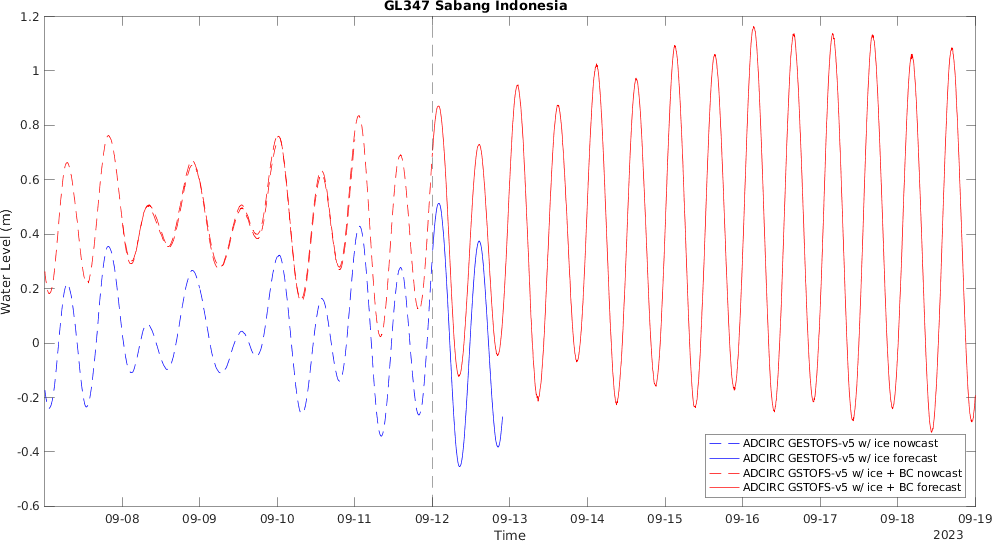 GL347 Sabang Indonesia
Water Level (m)
1.2
1
0.8
0.6
0.4
0.2
0
-0.2
-0.4
-0.6
ADCIRC GESTOFS-v5 w/ ice nowcast
ADCIRC GESTOFS-v5 w/ ice forecast
ADCIRC GSTOFS-v5 w/ ice + BC nowcast
ADCIRC GSTOFS-v5 w/ ice + BC forecast
09-08 09-09 09-10 09-11 09-12 09-13 09-14 09-15 09-16 09-17 09-18 09-19
Time
2023